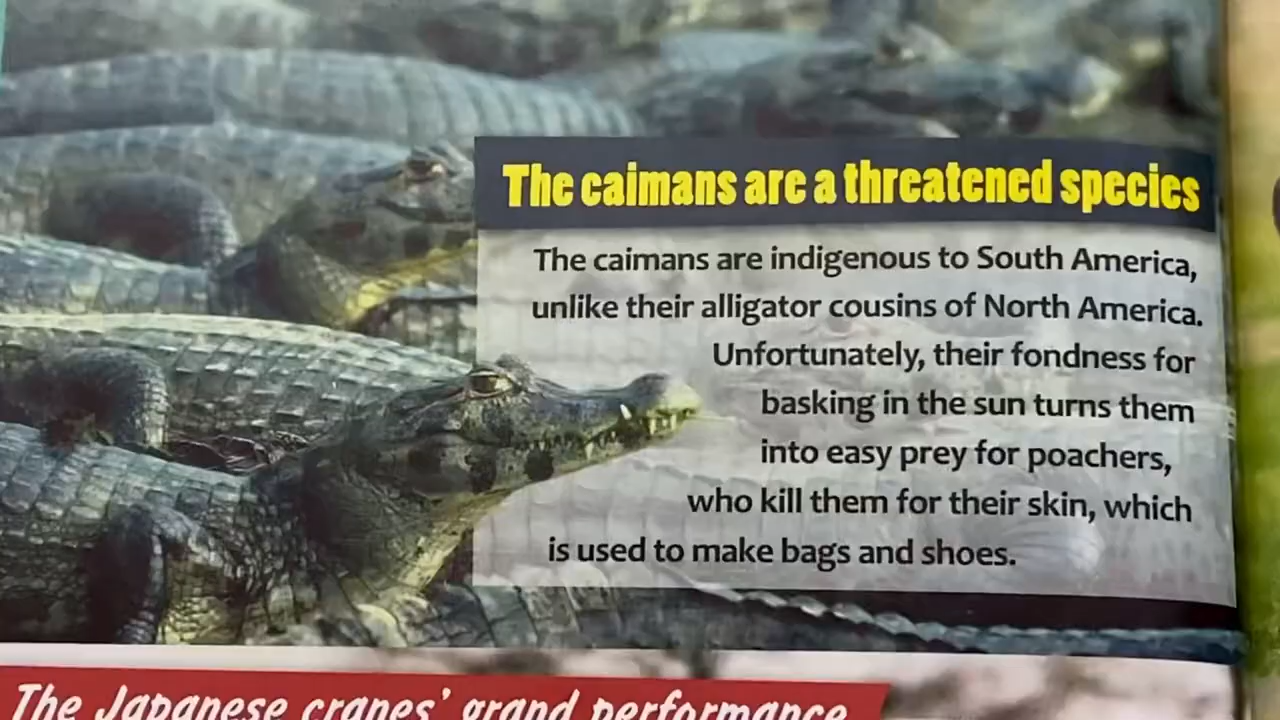 The caimans are a threatened species
The caimans are indigenous to South America,
unlike their alligator cousins of North America.
Unfortunately, their fondness for
basking in the sun turns them
into easy prey for poachers,
who kill them for their skin, which
is used to make bags and shoes.
The Japanese cranes' grand performance